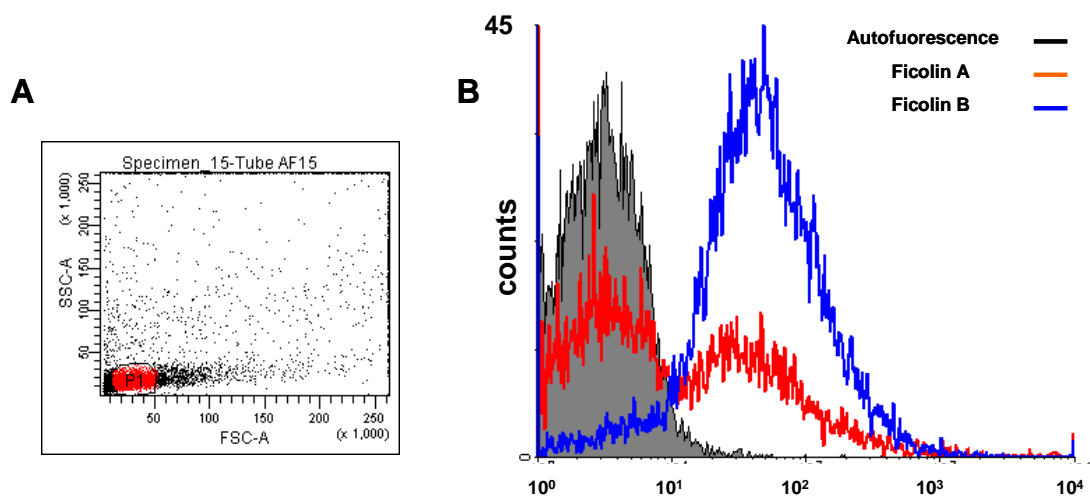 A
Specimen_15-Tube AF15
(x 1,000)
250
200
150
100
50
SSC-A
P1
50 100 150 200 250
FSC-A
(x 1,000)
B
45
counts
0
Autofuorescence
Ficolin A
Ficolin B
10⁰ 10¹ 10² 10³ 10⁴